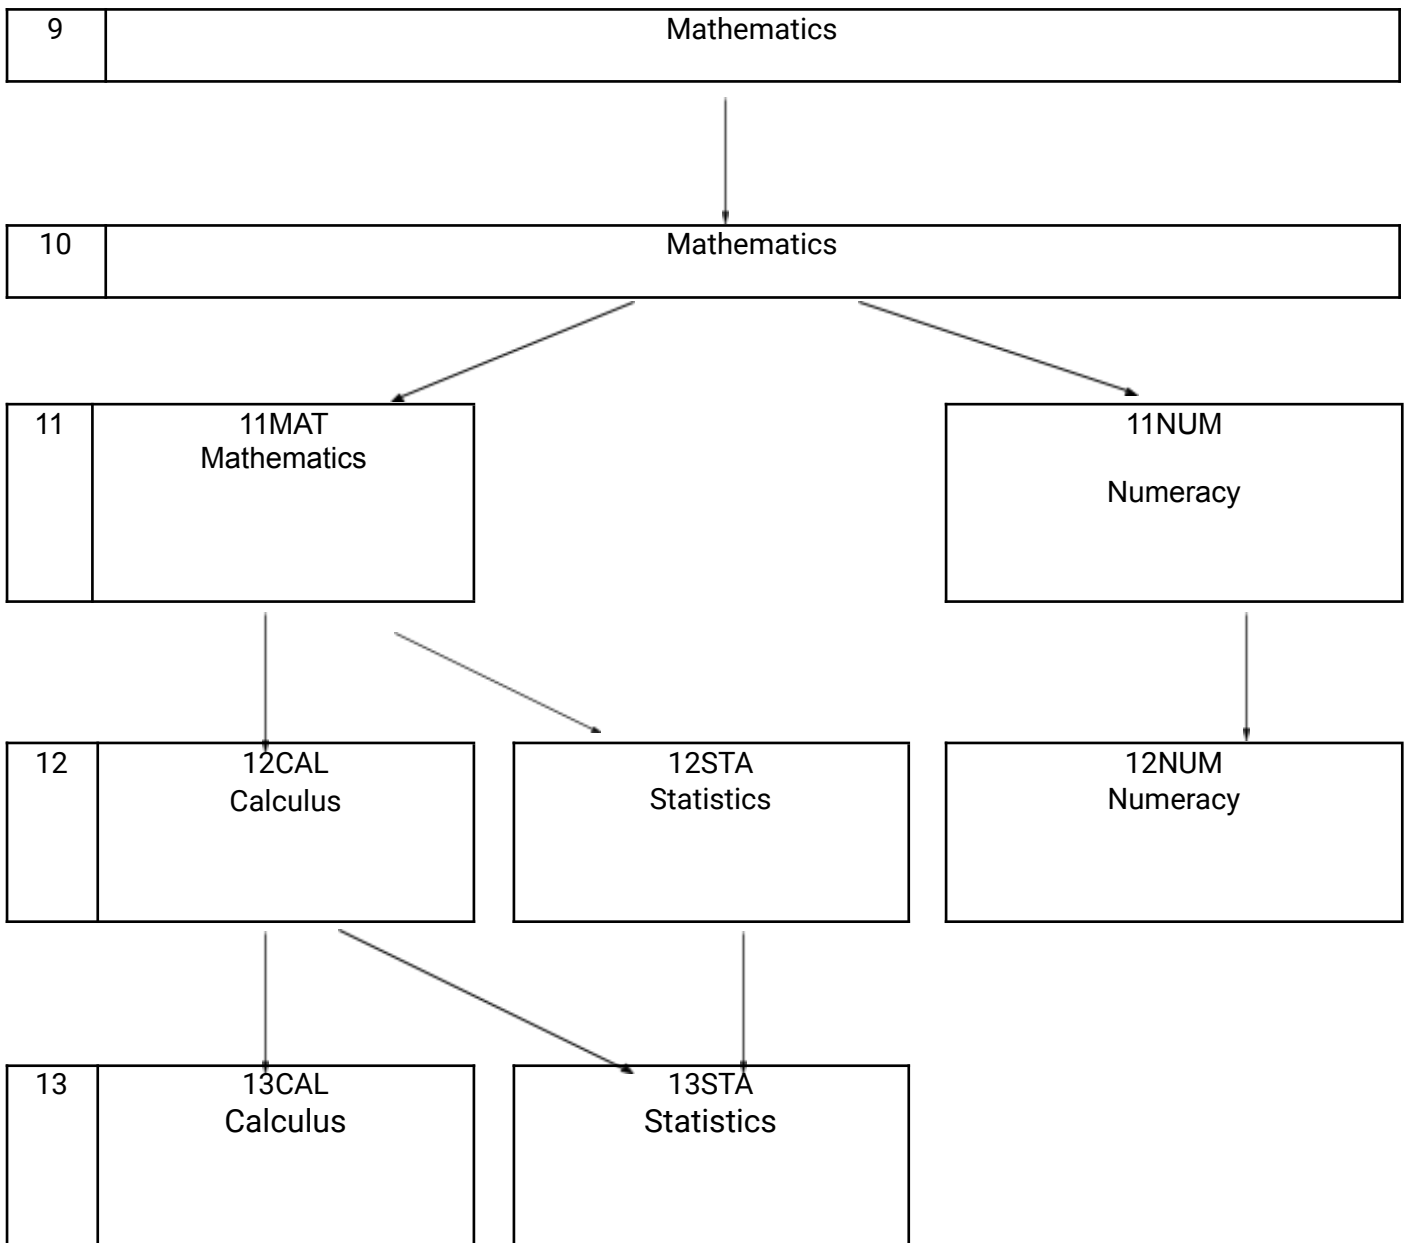 9 Mathematics
10 Mathematics
11 11MAT 11NUM
Mathematics
Numeracy
12 12CAL 12STA 12NUM
Calculus Statistics Numeracy
13 13CAL 13STA
Calculus Statistics